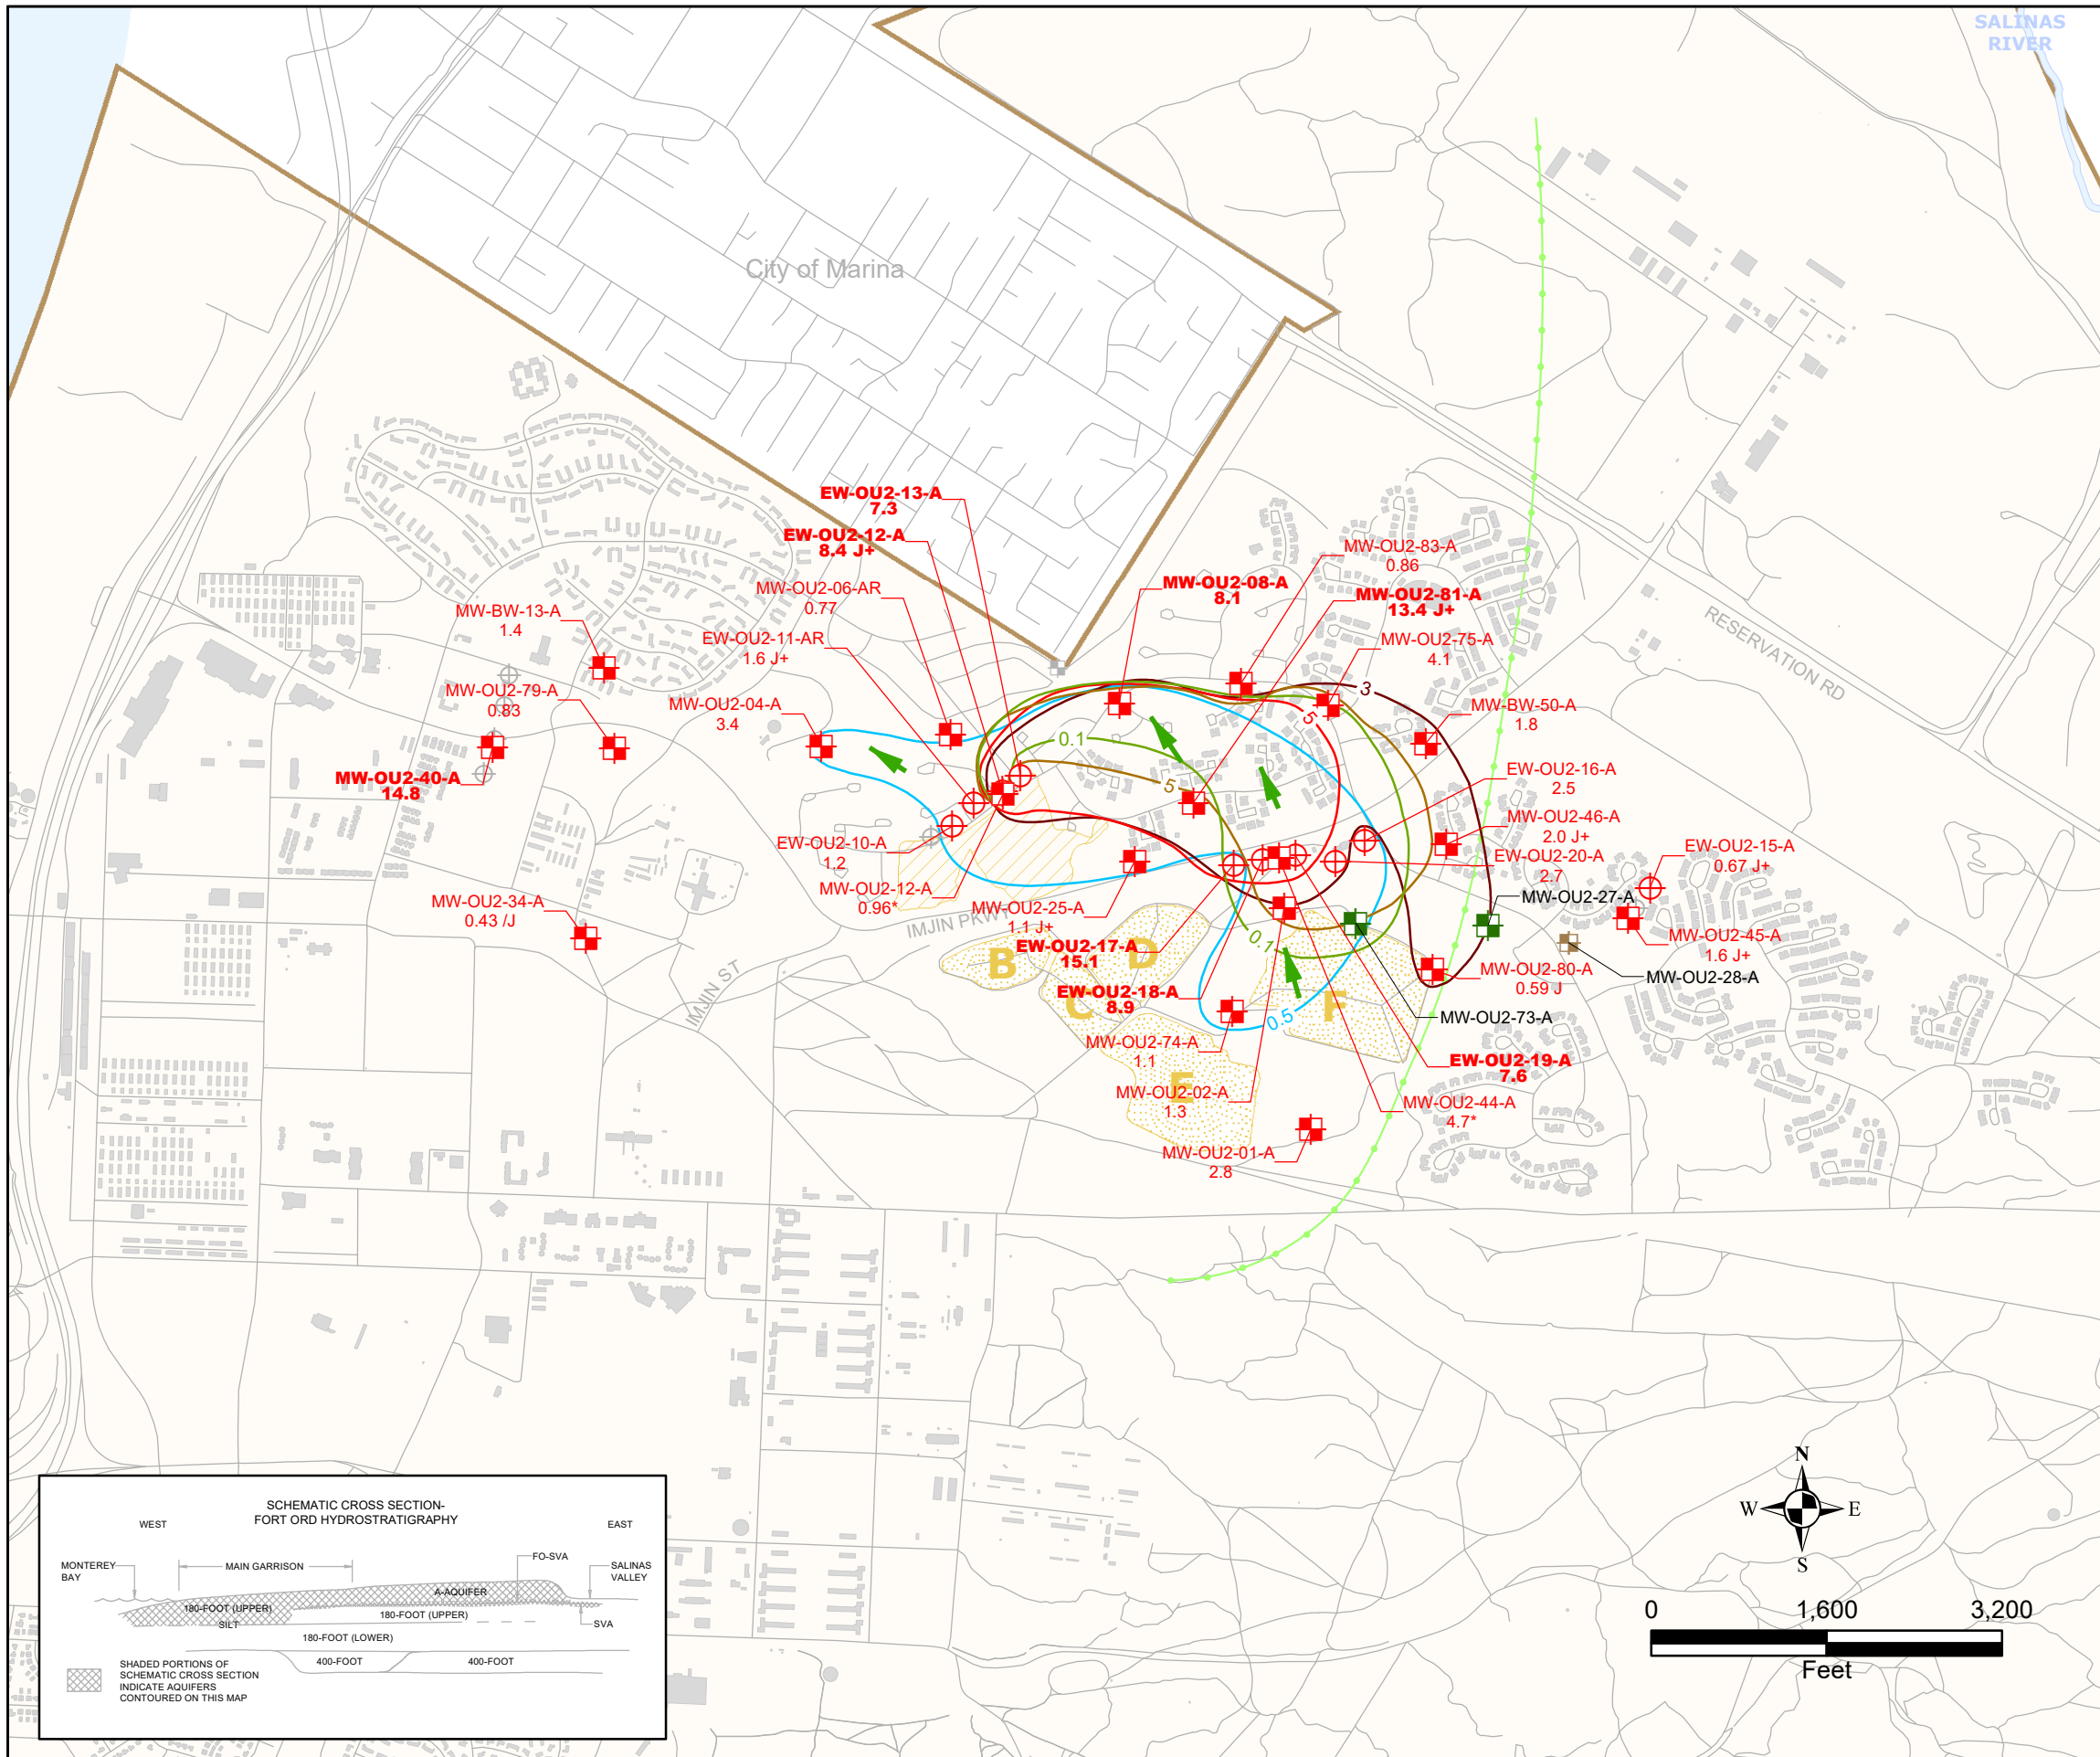 SALINAS
RIVER
City of Marina
EW-OU2-13-A
7.3
EW-OU2-12-A
8.4 J+
MW-OU2-83-A
0.86
MW-OU2-06-AR
0.77
MW-OU2-08-A
8.1
MW-OU2-81-A
13.4 J+
MW-BW-13-A
1.4
EW-OU2-11-AR
1.6 J+
MW-OU2-75-A
4.1
RESERVATION RD
MW-OU2-79-A
0.83
MW-OU2-04-A
3.4
3
5
MW-BW-50-A
1.8
0.1
5
MW-OU2-40-A
14.8
EW-OU2-16-A
2.5
MW-OU2-46-A
2.0 J+
EW-OU2-10-A
1.2
EW-OU2-20-A
2.7
EW-OU2-15-A
0.67 J+
MW-OU2-12-A
0.96*
MW-OU2-27-A
MW-OU2-34-A
0.43 /J
MW-OU2-25-A
1.1 J+
IMJIN PKWY
0.1
MW-OU2-45-A
1.6 J+
EW-OU2-17-A
15.1
B
D
MW-OU2-80-A
0.59 J
MW-OU2-28-A
IMJIN ST
EW-OU2-18-A
8.9
C
F
0.5
MW-OU2-73-A
MW-OU2-74-A
1.1
EW-OU2-19-A
7.6
E
MW-OU2-02-A
1.3
MW-OU2-44-A
4.7*
MW-OU2-01-A
2.8
N
W
E
S
0 1,600 3,200
Feet
SCHEMATIC CROSS SECTION-
FORT ORD HYDROSTRATIGRAPHY
WEST
EAST
MONTEREY
BAY
MAIN GARRISON
FO-SVA
SALINAS
VALLEY
A-AQUIFER
180-FOOT (UPPER)
180-FOOT (UPPER)
SILT
SVA
180-FOOT (LOWER)
400-FOOT
400-FOOT
SHADED PORTIONS OF
SCHEMATIC CROSS SECTION
INDICATE AQUIFERS
CONTOURED ON THIS MAP